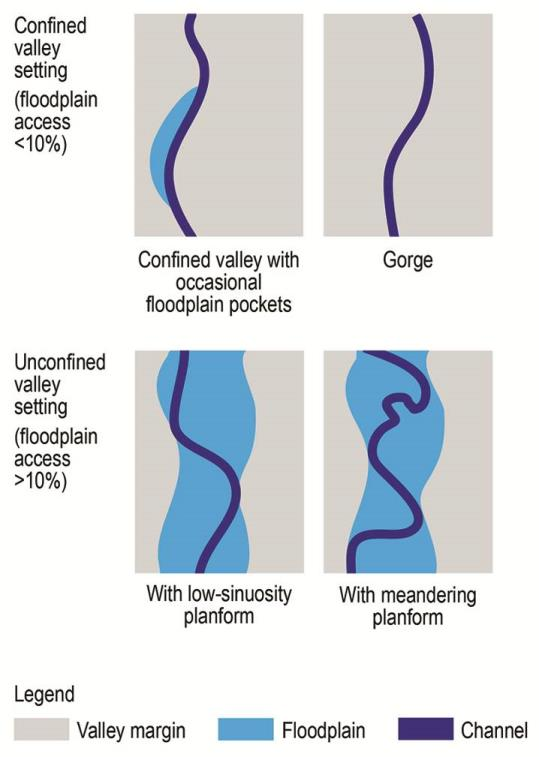 Confined
valley
setting
(floodplain
access
<10%)
Confined valley with
occasional
floodplain pockets
Gorge
Unconfined
valley
setting
(floodplain
access
>10%)
With low-sinuosity
planform
With meandering
planform
Legend
Valley margin
Floodplain
Channel